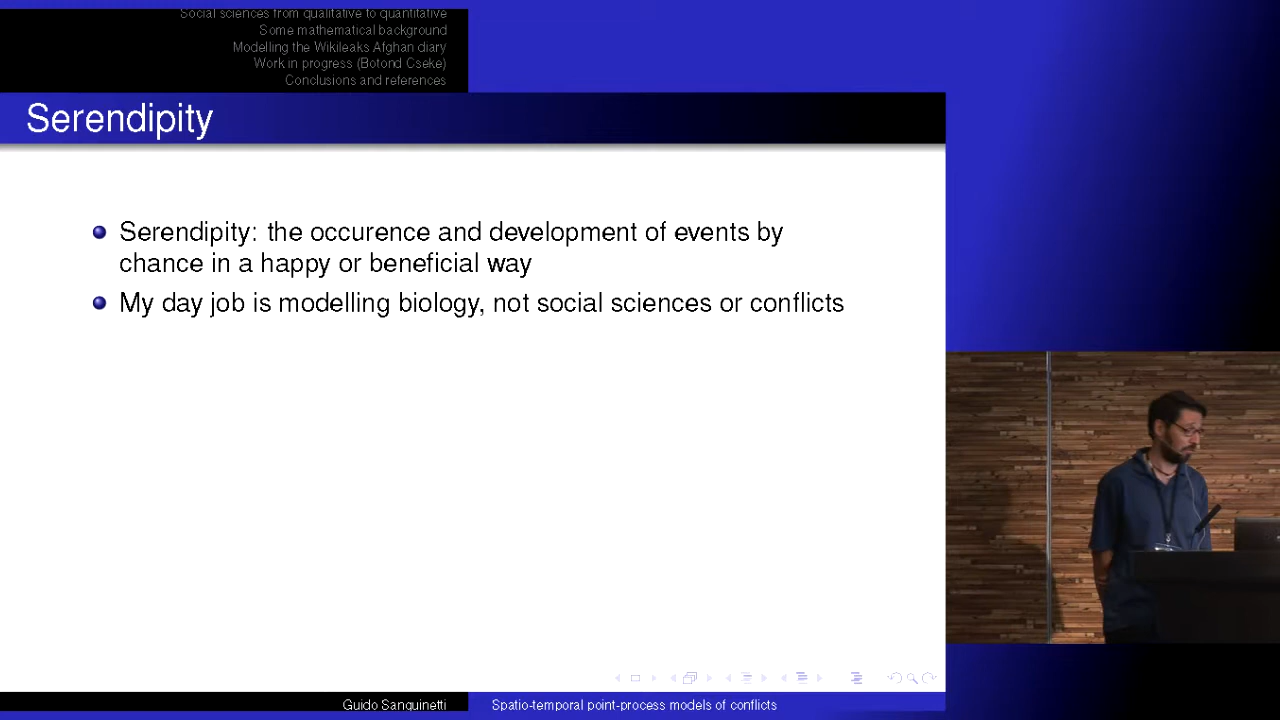 Social sciences from qualitative to quantitative
Some mathematical background
Modelling the Wikileaks Afghan diary
Work in progress (Botond Cseke)
Conclusions and references
Serendipity
Serendipity: the occurence and development of events by
chance in a happy or beneficial way
My day job is modelling biology, not social sciences or conflicts
Guido Sanguinetti
Spatio-temporal point-process models of conflicts